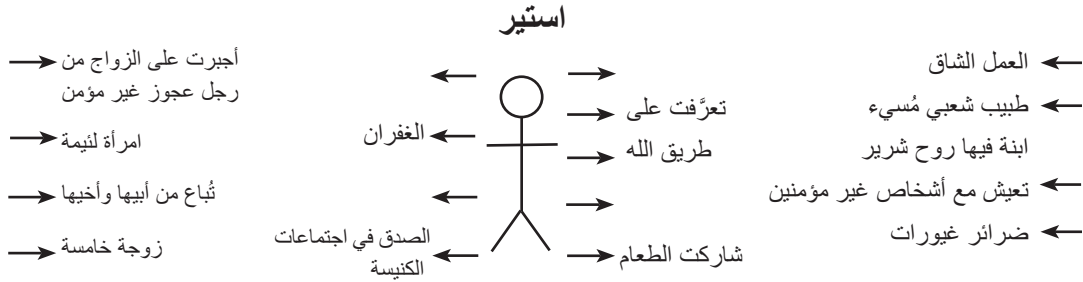 استير
العمل الشاق
طبيب شعبي مُسيء
ابنة فيها روح شرير
تعيش مع أشخاص غير مؤمنين
ضرائر غيورات
تعرَّفت على
طريق الله
شاركت الطعام
الغفران
الصدق في اجتماعات
الكنيسة
أجبرت على الزواج من
رجل عجوز غير مؤمن
امرأة لئيمة
تُباع من أبيها وأخيها
زوجة خامسة